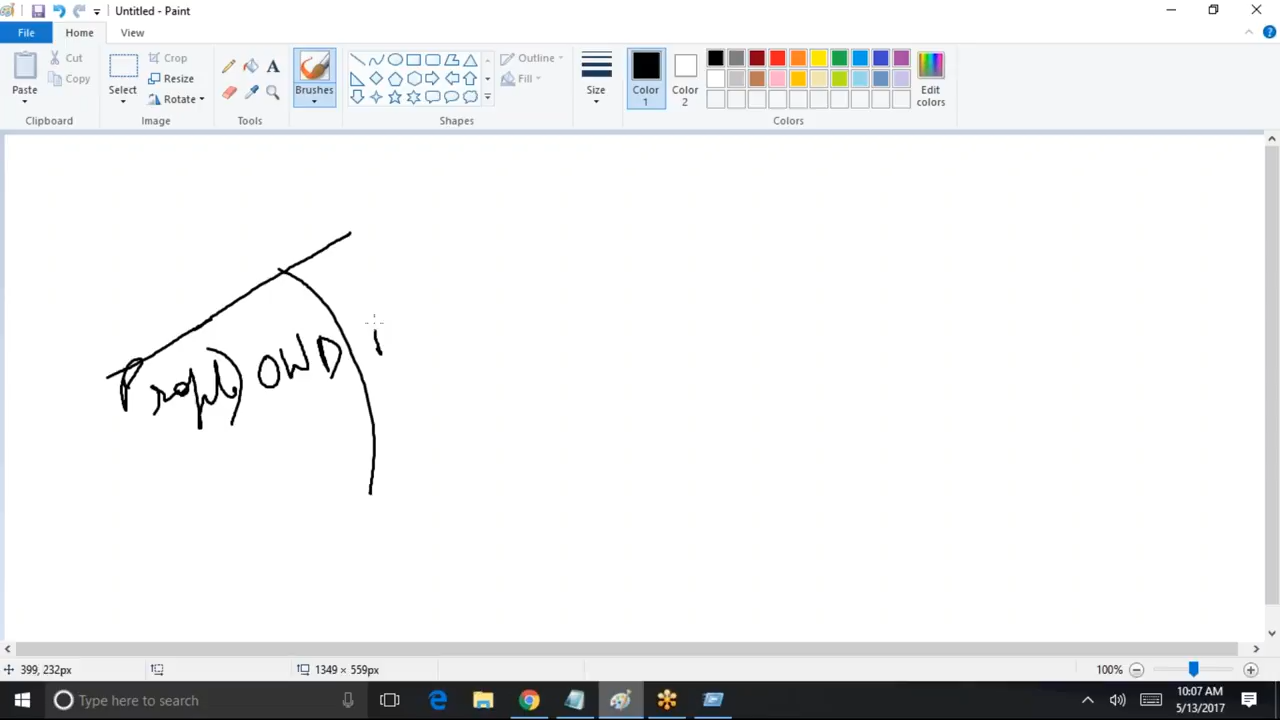 Untitled - Paint
File
Home
View
Paste
Cut
Copy
Clipboard
Select
Crop
Resize
Rotate
Image
Tools
Brushes
Shapes
Outline
Fill
Size
Color 1
Color 2
Edit colors
Colors
OWD
399, 232px
1349 × 559px
100%
Type here to search
10:07 AM
5/13/2017